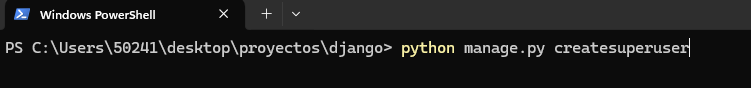 Windows PowerShell
PS C:\Users\50241\desktop\proyectos\django> python manage.py createsuperuser